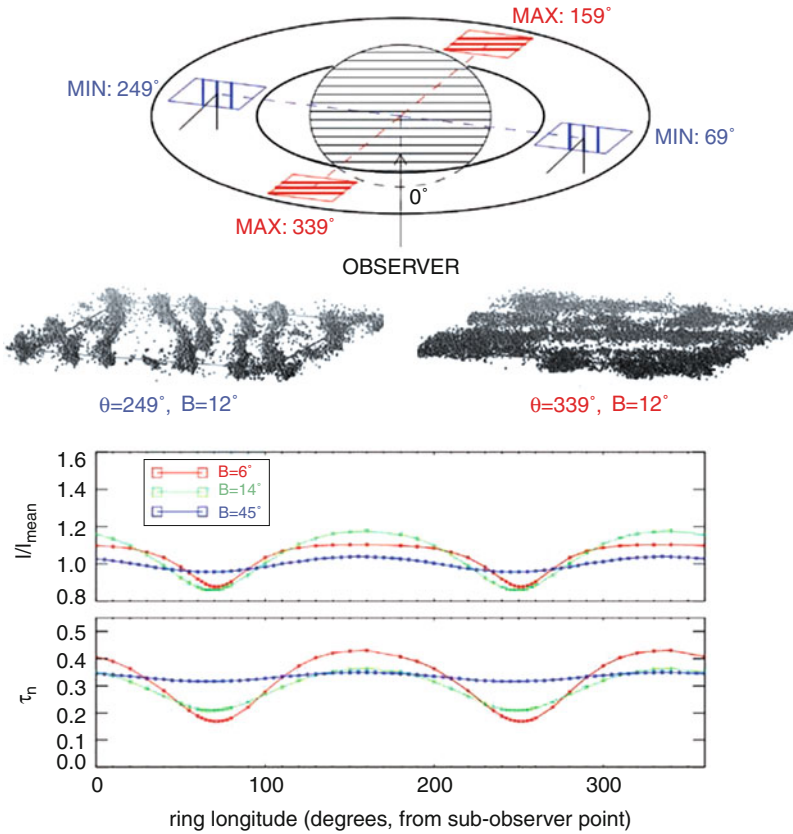 MAX: 159°
MIN: 249°
MIN: 69°
0°
MAX: 339°
OBSERVER
θ=249°, B=12°
θ=339°, B=12°
1.6
1.4
1.2
1.0
0.8
I/Imean
B=6°
B=14°
B=45°
0.5
0.4
0.3
0.2
0.1
0.0
τn
0
100
200
300
ring longitude (degrees, from sub-observer point)